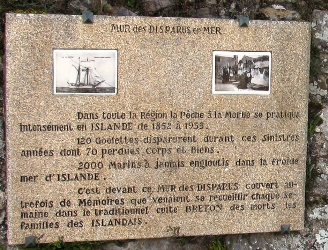 MUR des DISPARUS en MER
Dans toute la Région la Pêche à la Morue se pratique
intensément en ISLANDE de 1852 à 1955.
120 Goélettes disparurent durant ces sinistres
années dont 70 perdues Corps et Biens.
2000 Marins à jamais engloutis dans la froide
mer d'ISLANDE.
C'est devant ce MUR des DISPARUS couvert au-
trefois de Mémoires que venaient se recueillir chaque se-
maine dans le traditionnel culte BRETON des morts les
familles des ISLANDAIS.